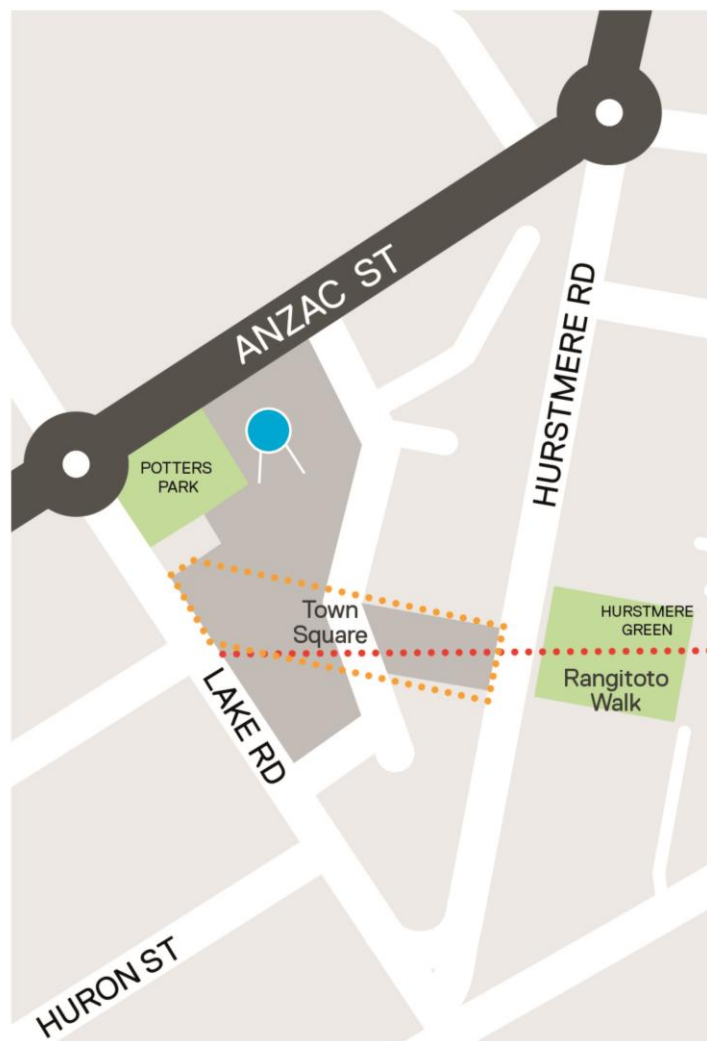 ANZAC ST
HURSTMERE RD
POTTERS
PARK
Town
Square
HURSTMERE
GREEN
Rangitoto
Walk
LAKE RD
HURON ST